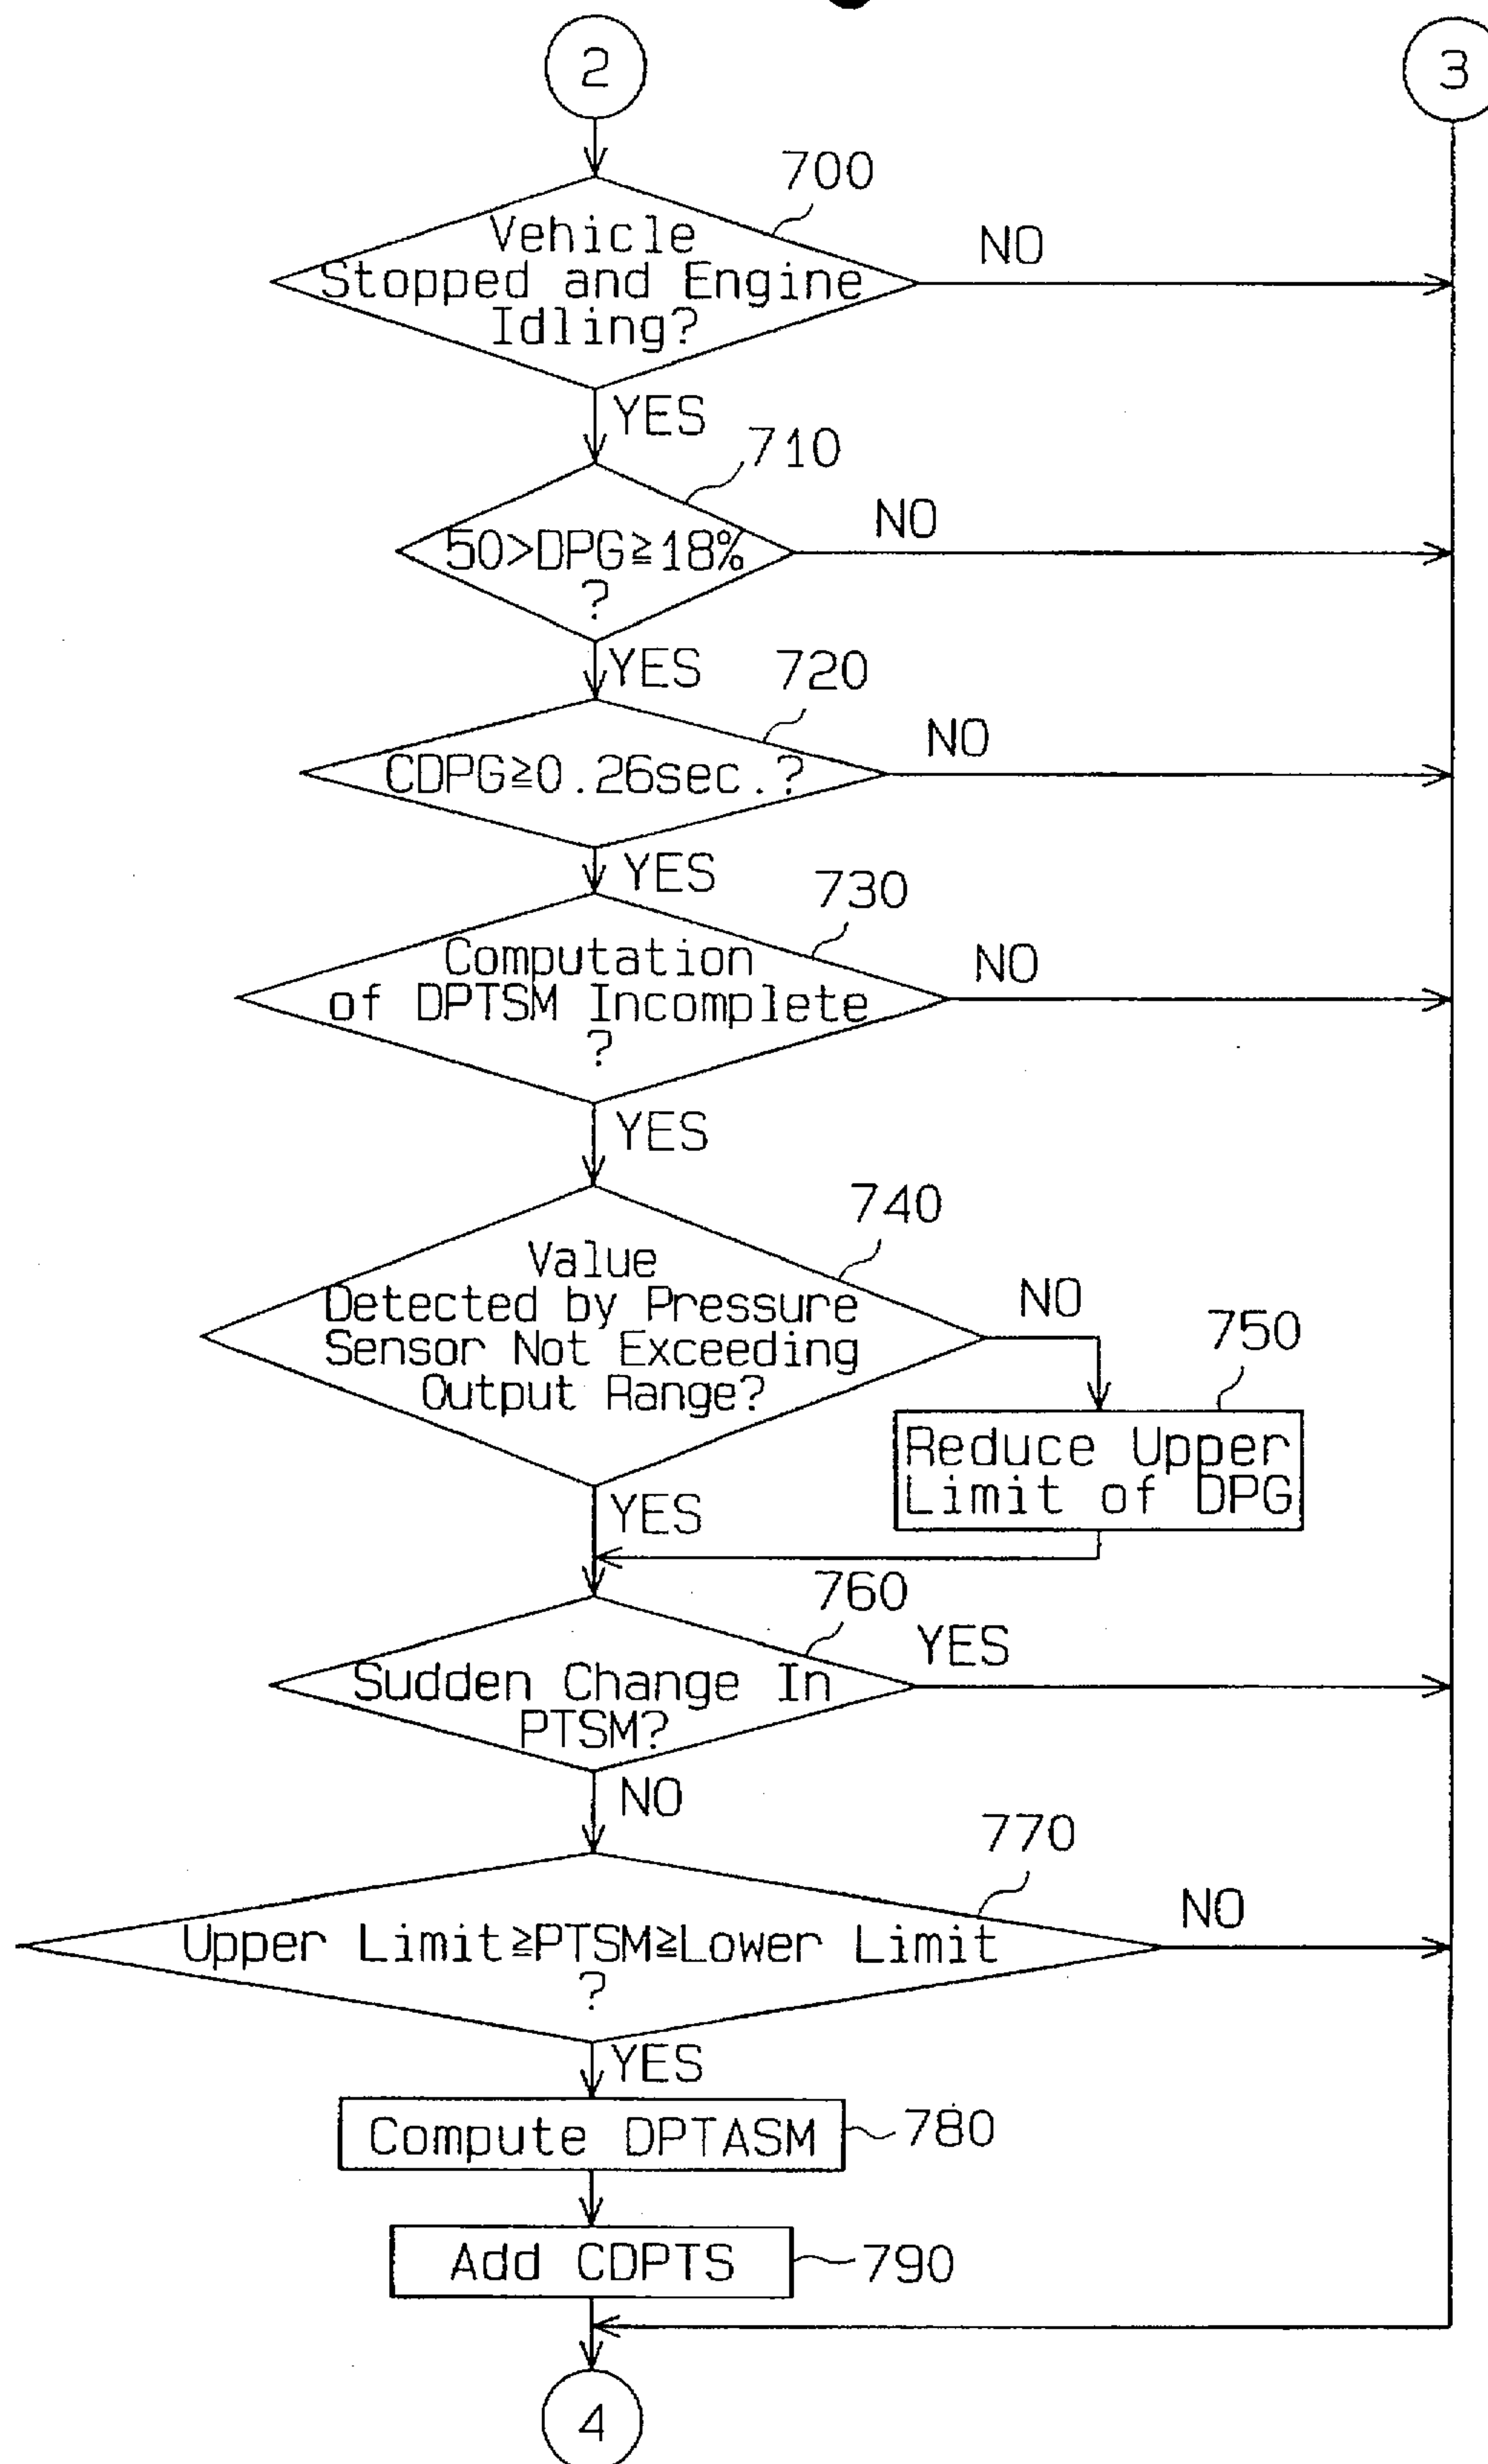 2
3
700
Vehicle
Stopped and Engine
Idling?
NO
YES
710
50>DPG≧18%
?
NO
YES
720
CDPG≧0.26sec.?
NO
YES
730
Computation
of DPTSM Incomplete
?
NO
YES
740
Value
Detected by Pressure
Sensor Not Exceeding
Output Range?
NO
750
Reduce Upper
Limit of DPG
YES
760
Sudden Change In
PTSM?
YES
NO
770
Upper Limit≧PTSM≧Lower Limit
?
NO
YES
Compute DPTASM
780
Add CDPTS
790
4